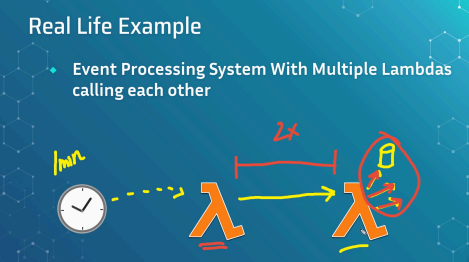 Real Life Example
Event Processing System With Multiple Lambdas
calling each other
2x
1min